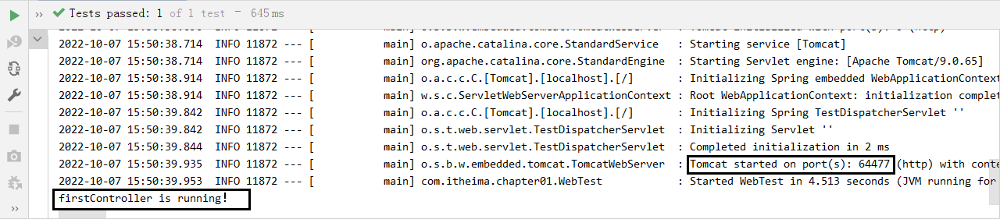 Tests passed: 1 of 1 test – 645 ms
2022-10-07 15:50:38.714  INFO 11872 --- [           main] o.apache.catalina.core.StandardService   : Starting service [Tomcat]
2022-10-07 15:50:38.714  INFO 11872 --- [           main] org.apache.catalina.core.StandardEngine  : Starting Servlet engine: [Apache Tomcat/9.0.65]
2022-10-07 15:50:38.914  INFO 11872 --- [           main] o.a.c.c.C.[Tomcat].[localhost].[/]       : Initializing Spring embedded WebApplicationContext
2022-10-07 15:50:38.914  INFO 11872 --- [           main] w.s.c.ServletWebServerApplicationContext : Root WebApplicationContext: initialization complet
2022-10-07 15:50:39.842  INFO 11872 --- [           main] o.a.c.c.C.[Tomcat].[localhost].[/]       : Initializing Spring TestDispatcherServlet ''
2022-10-07 15:50:39.842  INFO 11872 --- [           main] o.s.t.web.servlet.TestDispatcherServlet  : Initializing Servlet ''
2022-10-07 15:50:39.844  INFO 11872 --- [           main] o.s.t.web.servlet.TestDispatcherServlet  : Completed initialization in 2 ms
2022-10-07 15:50:39.935  INFO 11872 --- [           main] o.s.b.w.embedded.tomcat.TomcatWebServer  : Tomcat started on port(s): 64477 (http) with conte
2022-10-07 15:50:39.953  INFO 11872 --- [           main] com.itheima.chapter01.WebTest            : Started WebTest in 4.513 seconds (JVM running for
firstController is running!